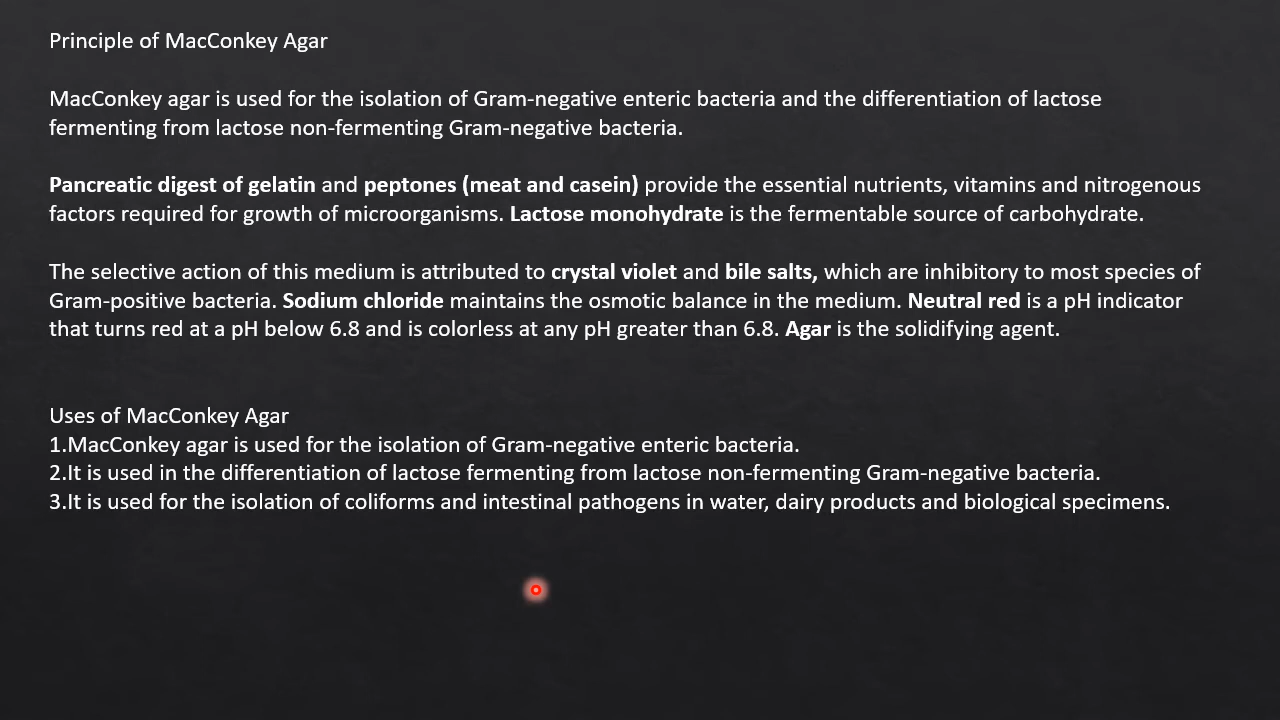 Principle of MacConkey Agar
MacConkey agar is used for the isolation of Gram-negative enteric bacteria and the differentiation of lactose
fermenting from lactose non-fermenting Gram-negative bacteria.
Pancreatic digest of gelatin and peptones (meat and casein) provide the essential nutrients, vitamins and nitrogenous
factors required for growth of microorganisms. Lactose monohydrate is the fermentable source of carbohydrate.
The selective action of this medium is attributed to crystal violet and bile salts, which are inhibitory to most species of
Gram-positive bacteria. Sodium chloride maintains the osmotic balance in the medium. Neutral red is a pH indicator
that turns red at a pH below 6.8 and is colorless at any pH greater than 6.8. Agar is the solidifying agent.
Uses of MacConkey Agar
1.MacConkey agar is used for the isolation of Gram-negative enteric bacteria.
2.It is used in the differentiation of lactose fermenting from lactose non-fermenting Gram-negative bacteria.
3.It is used for the isolation of coliforms and intestinal pathogens in water, dairy products and biological specimens.